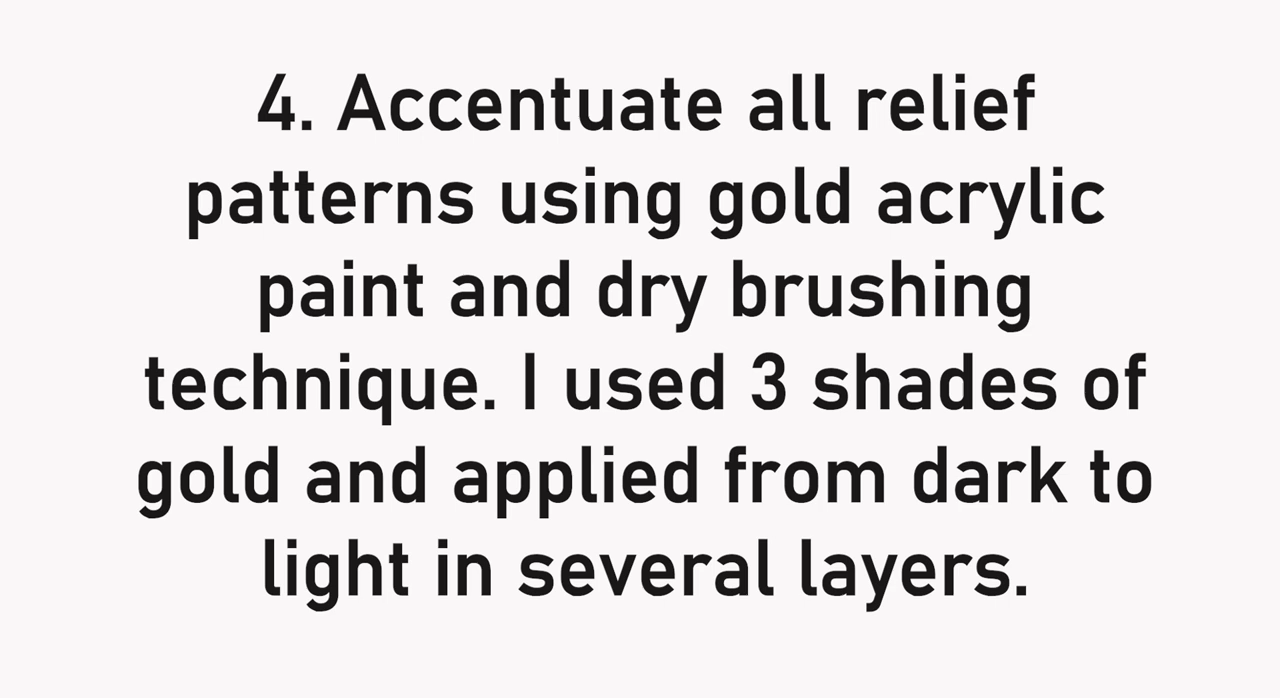 4. Accentuate all relief
patterns using gold acrylic
paint and dry brushing
technique. I used 3 shades of
gold and applied from dark to
light in several layers.